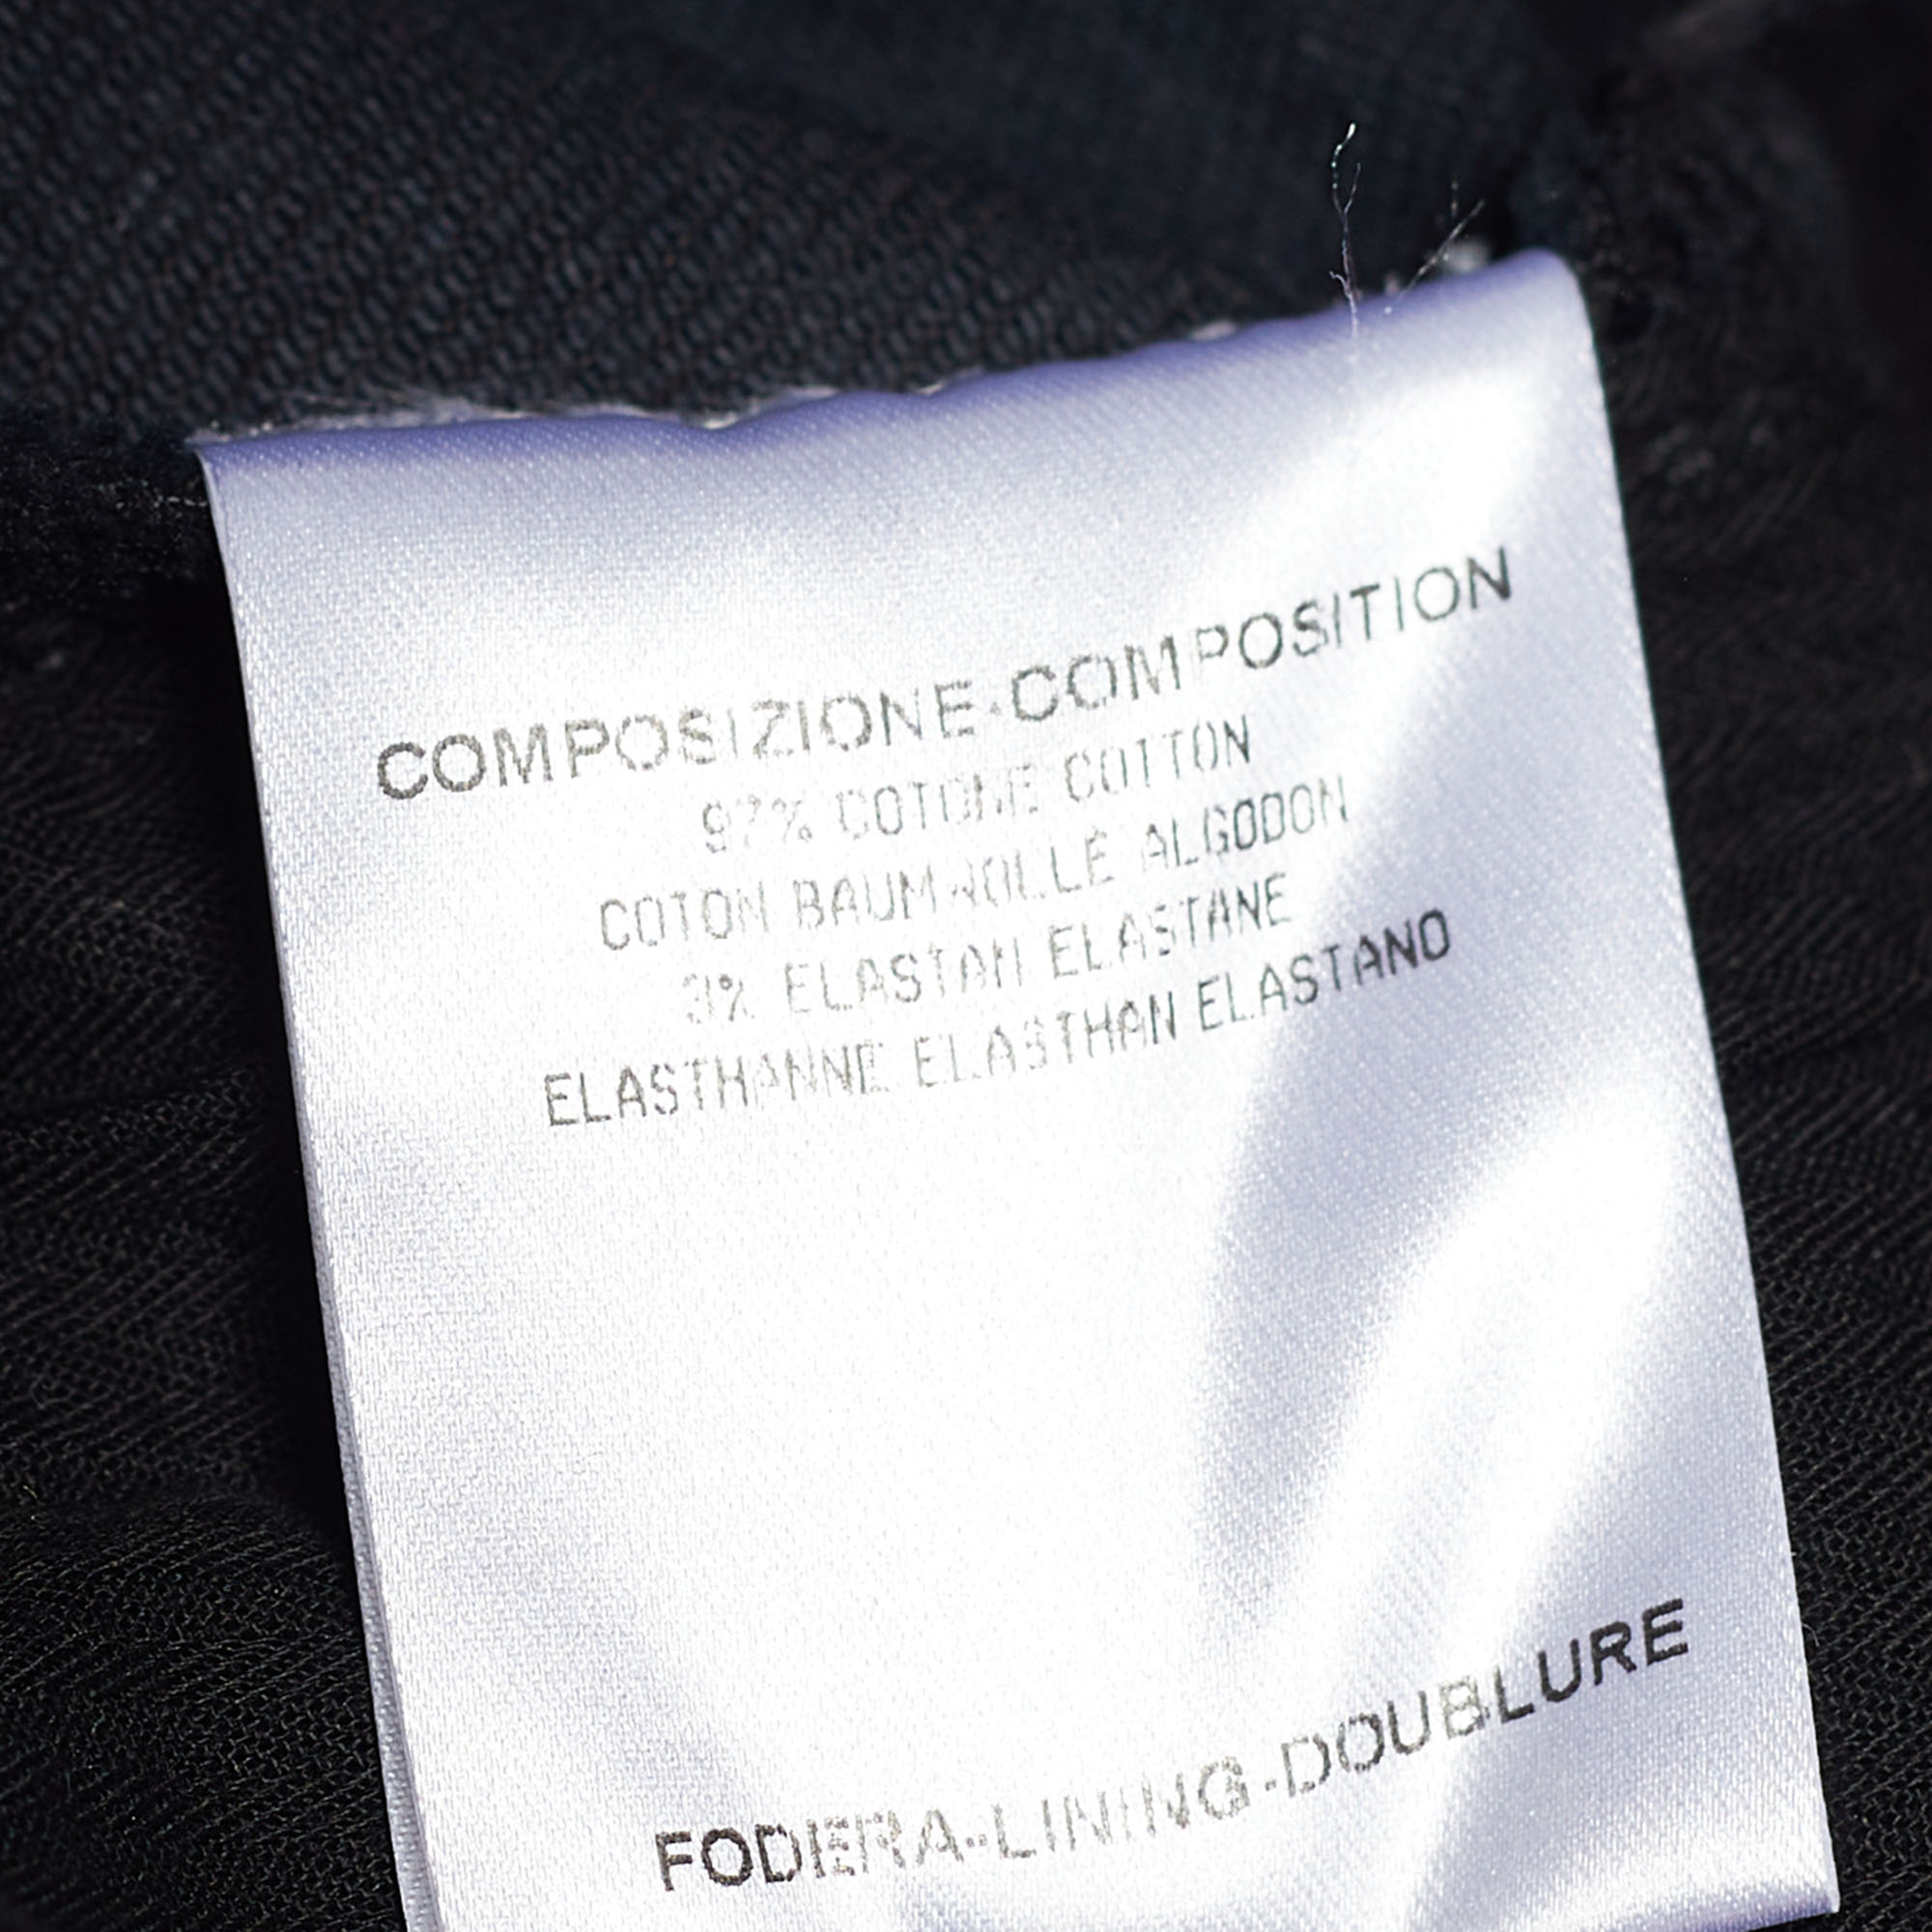 COMPOSIZIONE-COMPOSITION
97% COTONE COTTON
COTON BAUMWOLLE ALGODON
3% ELASTAN ELASTANE
ELASTHANNE ELASTHAN ELASTANO
FODERA-LINING-DOUBLURE